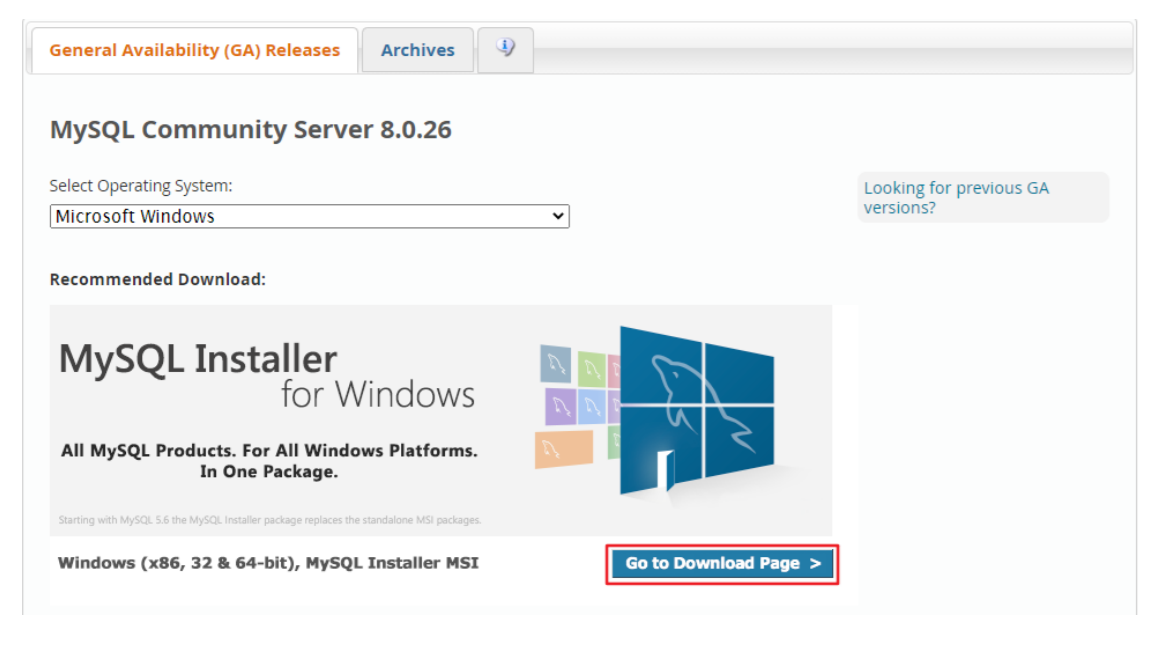 General Availability (GA) Releases
Archives
MySQL Community Server 8.0.26
Select Operating System:
Looking for previous GA
versions?
Microsoft Windows
Recommended Download:
MySQL Installer
for Windows
All MySQL Products. For All Windows Platforms.
In One Package.
Starting with MySQL 5.6 the MySQL Installer package replaces the standalone MSI packages.
Windows (x86, 32 & 64-bit), MySQL Installer MSI
Go to Download Page >